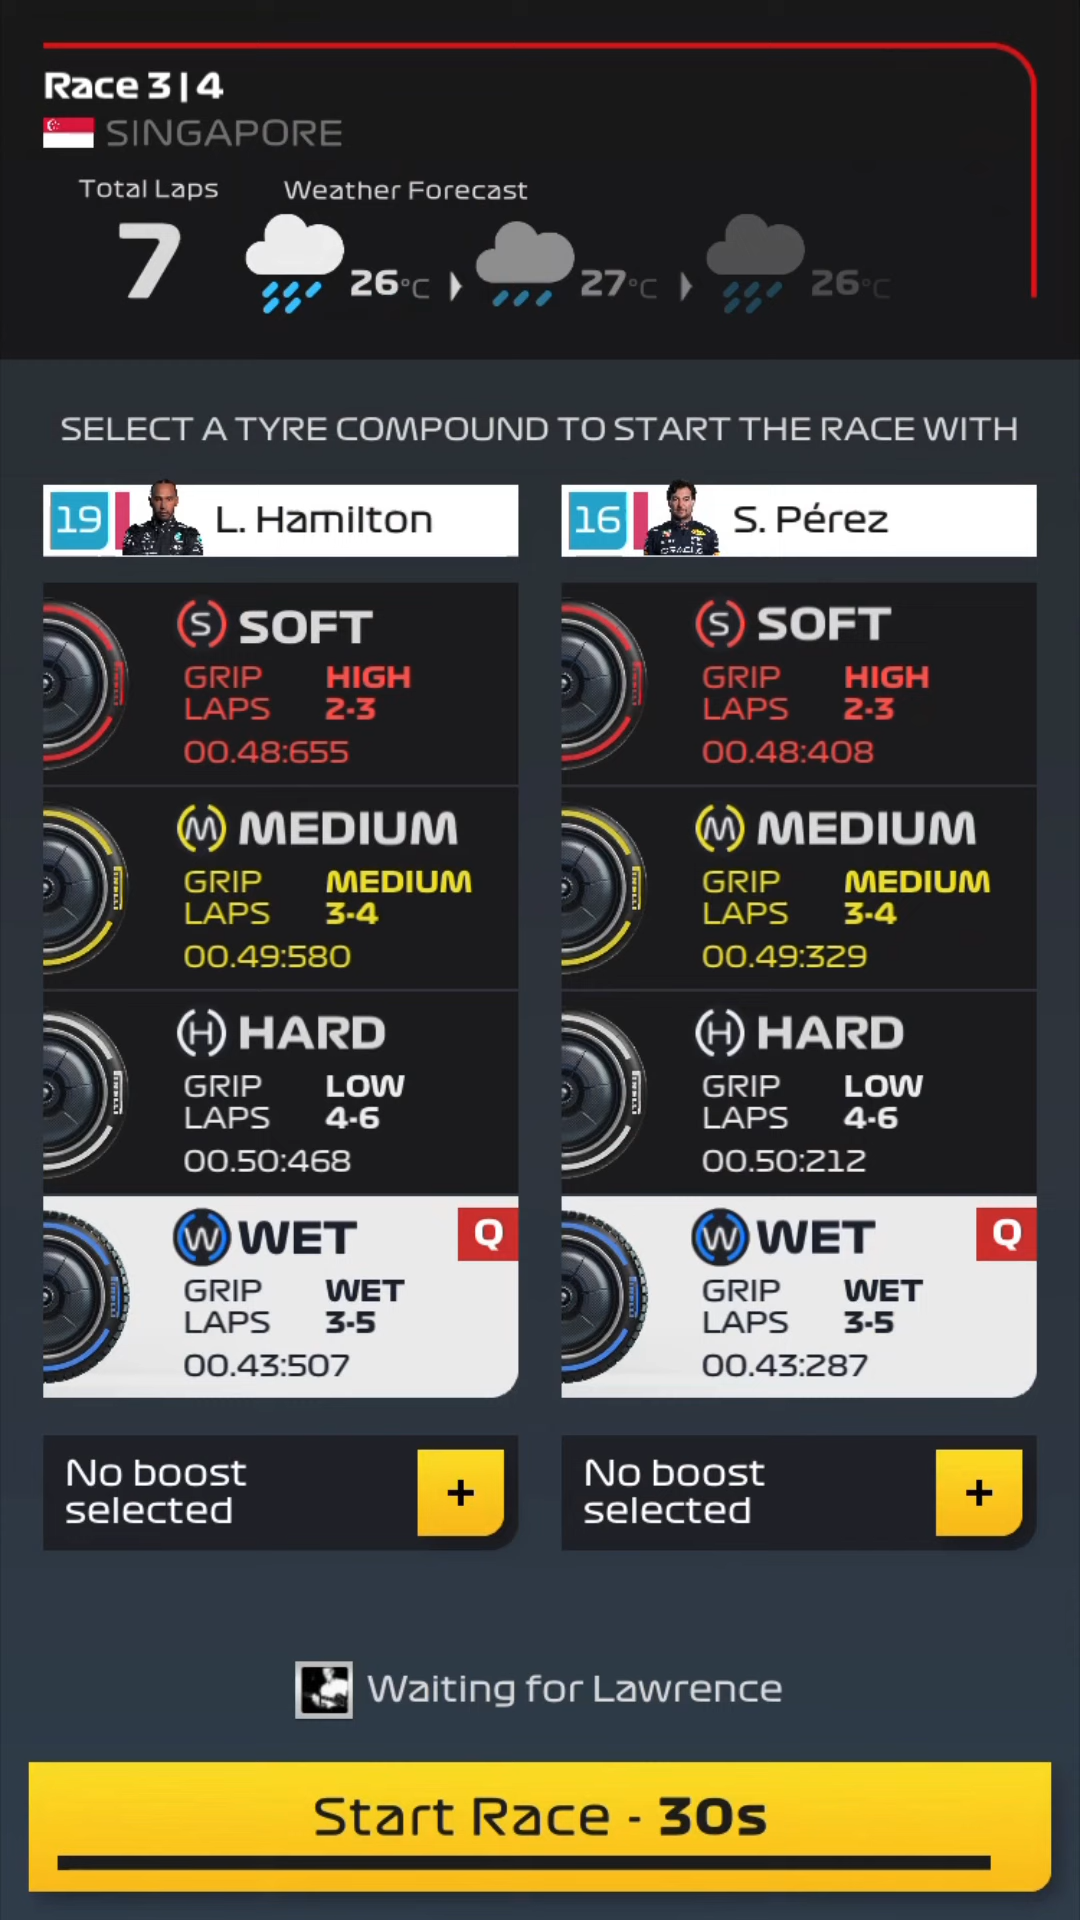 Race 3|4
SINGAPORE
Total Laps
Weather Forecast
7
26°C
27°C
26°C
SELECT A TYRE COMPOUND TO START THE RACE WITH
19
L. Hamilton
S
SOFT
GRIP HIGH
LAPS 2-3
00.48:655
M
MEDIUM
GRIP MEDIUM
LAPS 3-4
00.49:580
H
HARD
GRIP LOW
LAPS 4-6
00.50:468
W
WET
Q
GRIP WET
LAPS 3-5
00.43:507
No boost
selected
+
16
S. Pérez
S
SOFT
GRIP HIGH
LAPS 2-3
00.48:408
M
MEDIUM
GRIP MEDIUM
LAPS 3-4
00.49:329
H
HARD
GRIP LOW
LAPS 4-6
00.50:212
W
WET
Q
GRIP WET
LAPS 3-5
00.43:287
No boost
selected
+
Waiting for Lawrence
Start Race - 30s